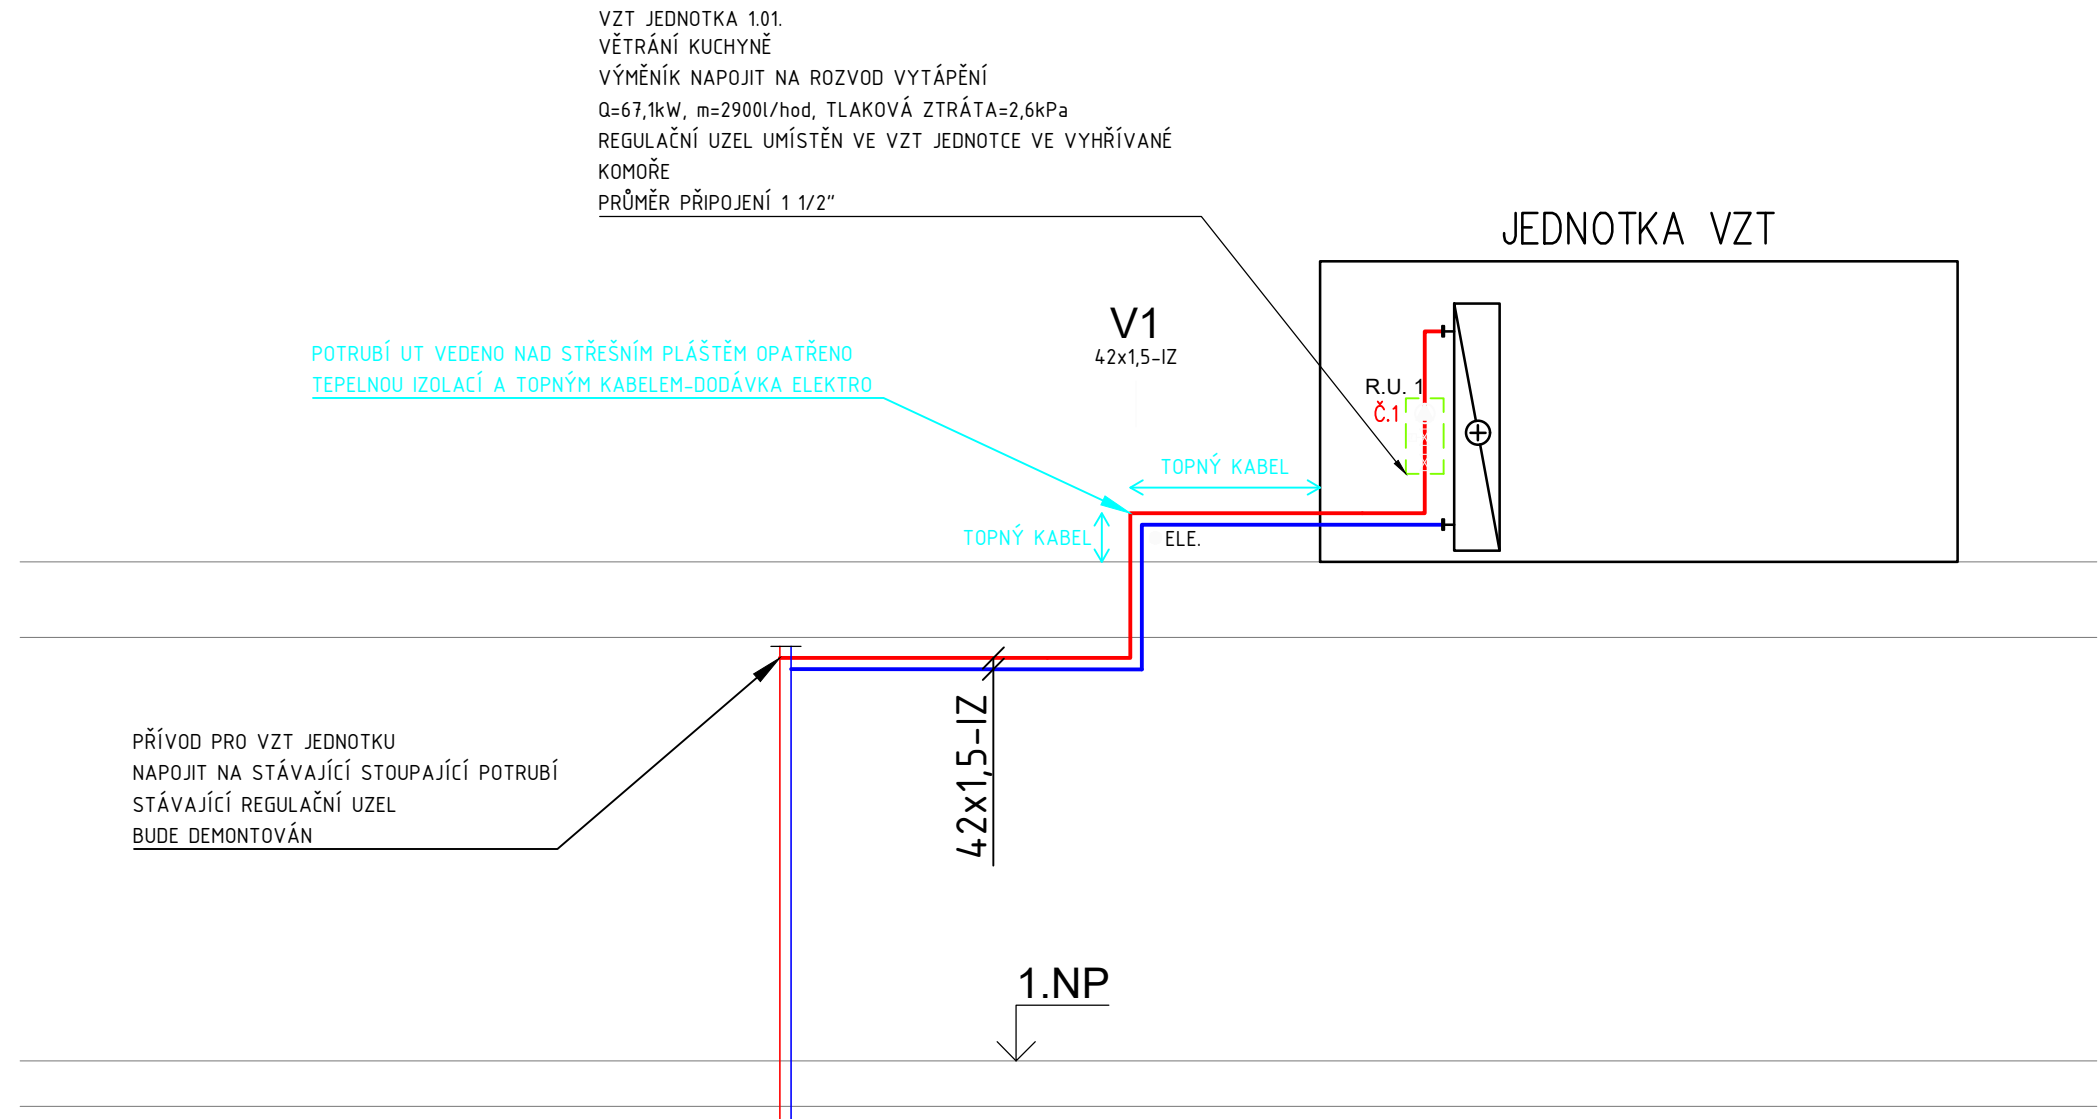 VZT JEDNOTKA 1.01.
VĚTRÁNÍ KUCHYNĚ
VÝMĚNÍK NAPOJIT NA ROZVOD VYTÁPĚNÍ
Q=67,1kW, m=2900l/hod, TLAKOVÁ ZTRÁTA=2,6kPa
REGULAČNÍ UZEL UMÍSTĚN VE VZT JEDNOTCE VE VYHŘÍVANÉ
KOMOŘE
PRŮMĚR PŘIPOJENÍ 1 1/2"
JEDNOTKA VZT
V1
42x1,5-IZ
POTRUBÍ UT VEDENO NAD STŘEŠNÍM PLÁŠTĚM OPATŘENO
TEPELNOU IZOLACÍ A TOPNÝM KABELEM-DODÁVKA ELEKTRO
R.U. 1
Č.1
TOPNÝ KABEL
TOPNÝ KABEL
ELE.
42x1,5-IZ
PŘÍVOD PRO VZT JEDNOTKU
NAPOJIT NA STÁVAJÍCÍ STOUPAJÍCÍ POTRUBÍ
STÁVAJÍCÍ REGULAČNÍ UZEL
BUDE DEMONTOVÁN
1.NP